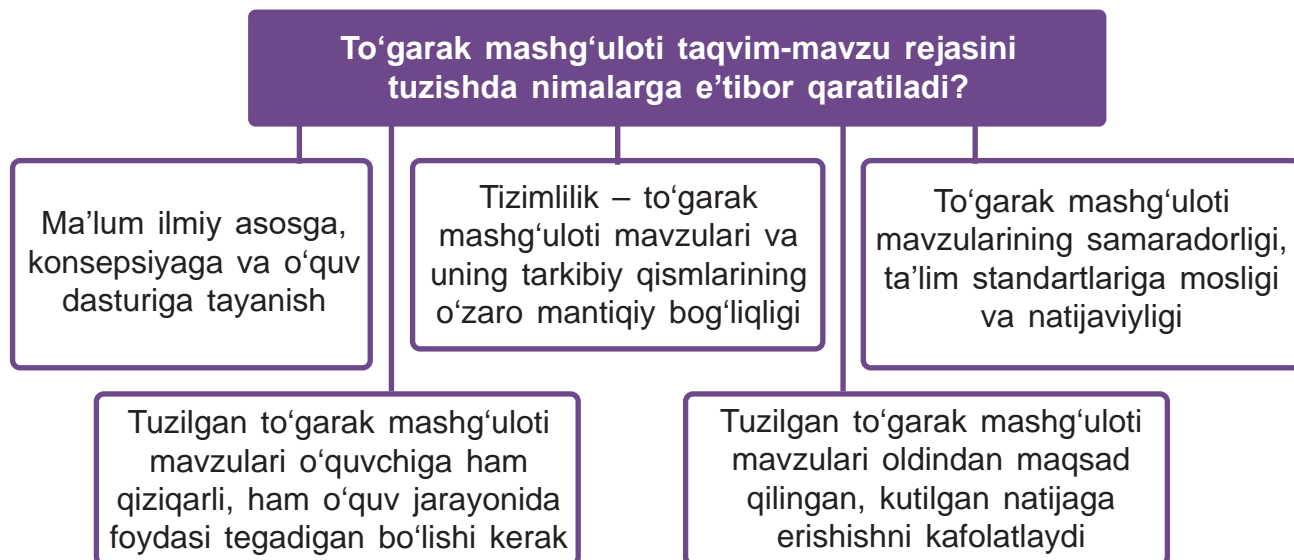 To‘garak mashg‘uloti taqvim-mavzu rejasini
tuzishda nimalarga e’tibor qaratiladi?
Ma’lum ilmiy asosga,
konsepsiyaga va o‘quv
dasturiga tayanish
Tizimlilik – to‘garak
mashg‘uloti mavzulari va
uning tarkibiy qismlarining
o‘zaro mantiqiy bog‘liqligi
To‘garak mashg‘uloti
mavzularining samaradorligi,
ta’lim standartlariga mosligi
va natijaviyligi
Tuzilgan to‘garak mashg‘uloti
mavzulari o‘quvchiga ham
qiziqarli, ham o‘quv jarayonida
foydasi tegadigan bo‘lishi kerak
Tuzilgan to‘garak mashg‘uloti
mavzulari oldindan maqsad
qilingan, kutilgan natijaga
erishishni kafolatlaydi